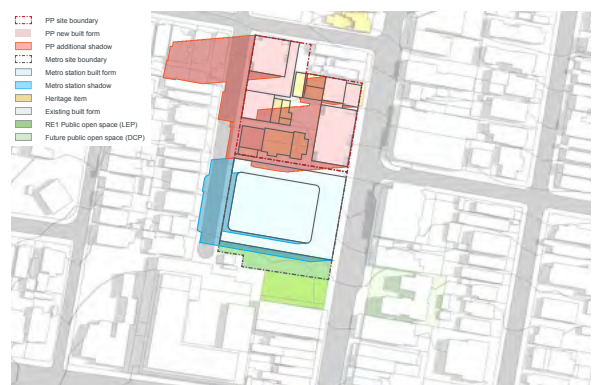 PP site boundary
PP new built form
PP additional shadow
Metro site boundary
Metro station built form
Metro station shadow
Heritage item
Existing built form
RE1 Public open space (LEP)
Future public open space (DCP)